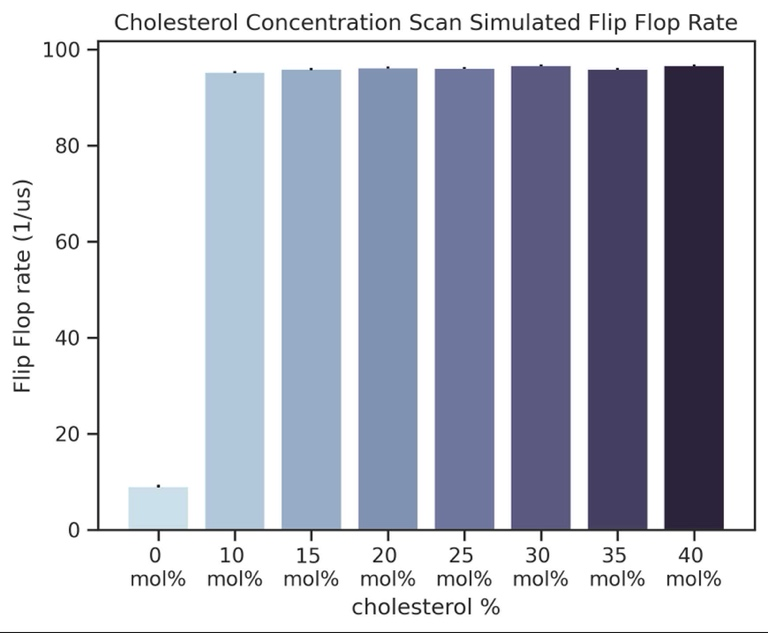 Cholesterol Concentration Scan Simulated Flip Flop Rate
Flip Flop rate (1/us)
100
80
60
40
20
0
0 10 15 20 25 30 35 40
mol% mol% mol% mol% mol% mol% mol% mol%
cholesterol %